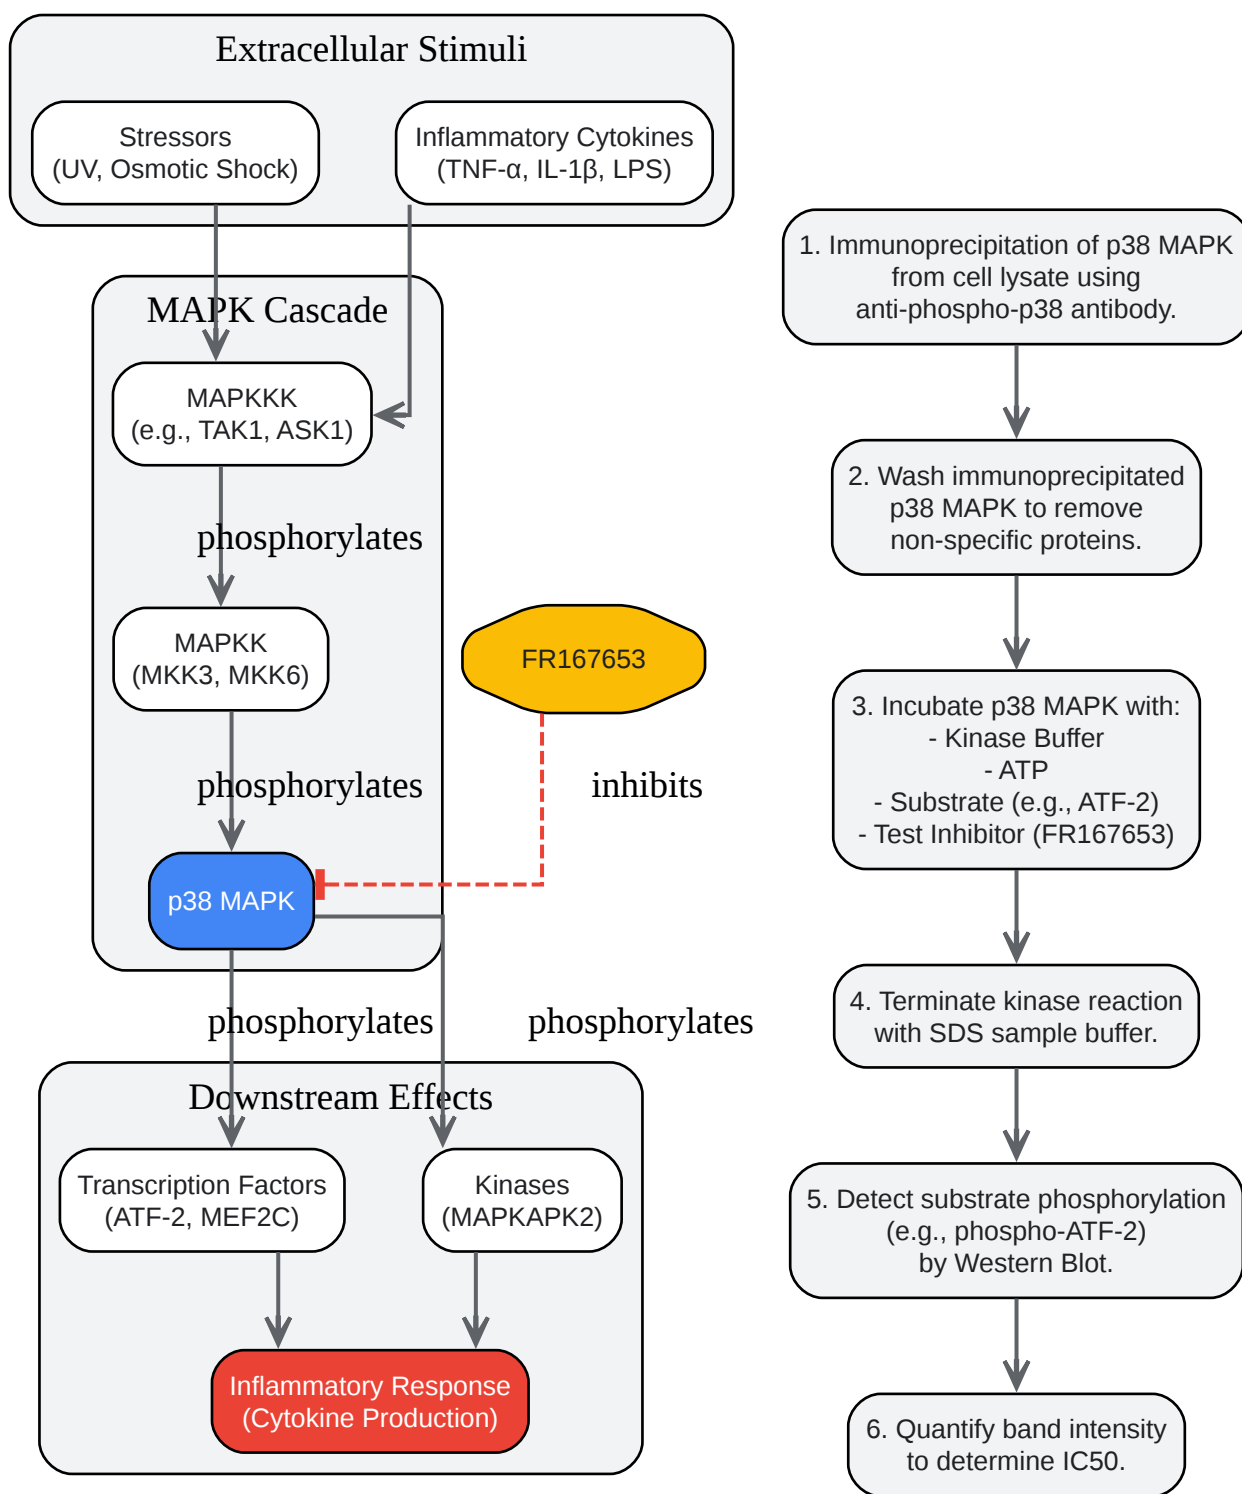 Extracellular Stimuli
Stressors
(UV, Osmotic Shock)
Inflammatory Cytokines
(TNF-α, IL-1β, LPS)
MAPK Cascade
MAPKKK
(e.g., TAK1, ASK1)
phosphorylates
MAPKK
(MKK3, MKK6)
FR167653
phosphorylates
inhibits
p38 MAPK
phosphorylates
phosphorylates
Downstream Effects
Transcription Factors
(ATF-2, MEF2C)
Kinases
(MAPKAPK2)
Inflammatory Response
(Cytokine Production)
1. Immunoprecipitation of p38 MAPK
from cell lysate using
anti-phospho-p38 antibody.
2. Wash immunoprecipitated
p38 MAPK to remove
non-specific proteins.
3. Incubate p38 MAPK with:
- Kinase Buffer
- ATP
- Substrate (e.g., ATF-2)
- Test Inhibitor (FR167653)
4. Terminate kinase reaction
with SDS sample buffer.
5. Detect substrate phosphorylation
(e.g., phospho-ATF-2)
by Western Blot.
6. Quantify band intensity
to determine IC50.